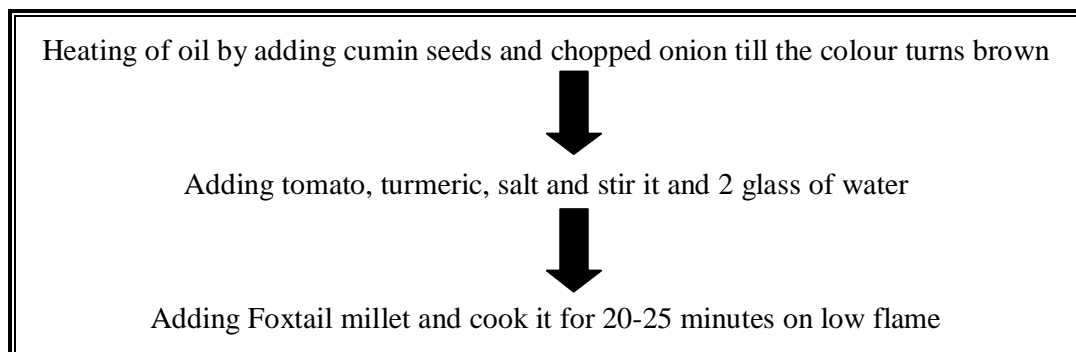 Heating of oil by adding cumin seeds and chopped onion till the colour turns brown
Adding tomato, turmeric, salt and stir it and 2 glass of water
Adding Foxtail millet and cook it for 20-25 minutes on low flame